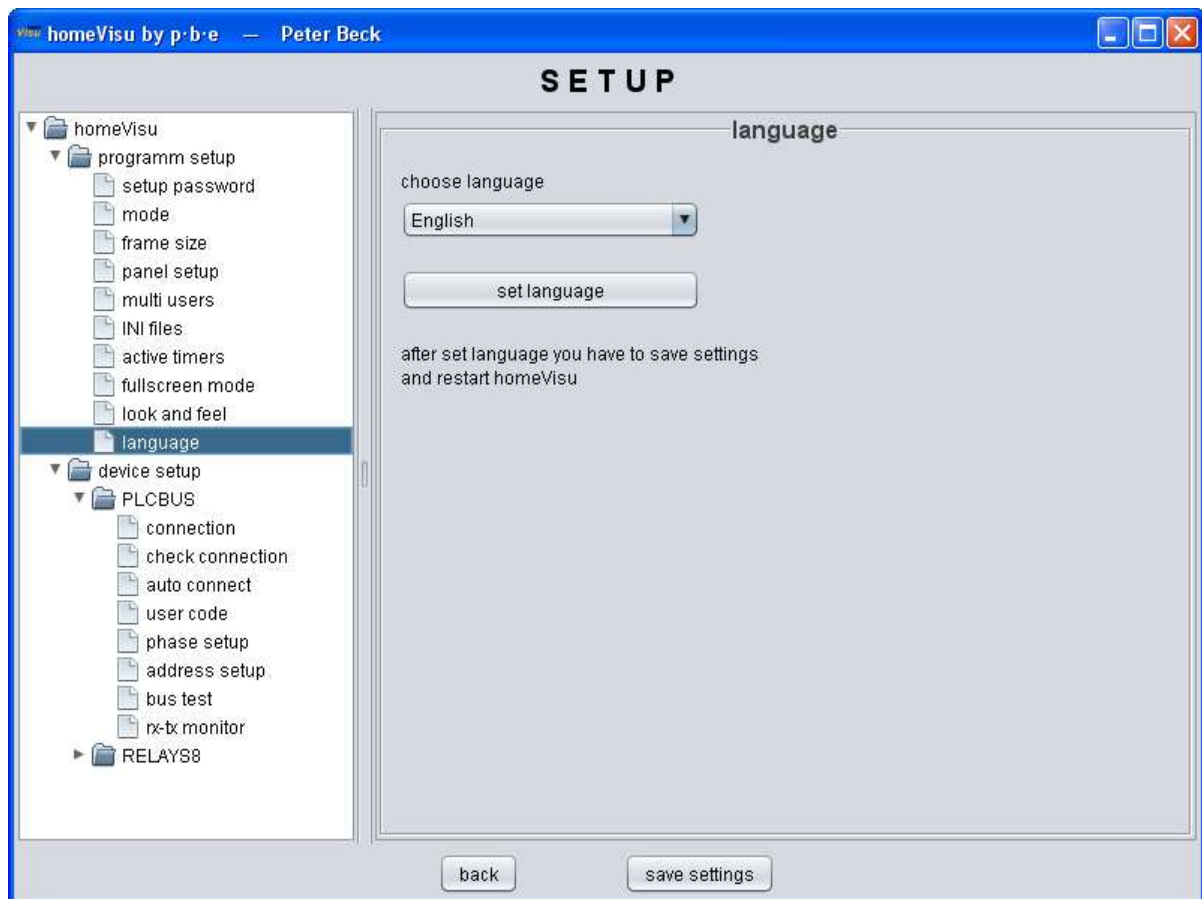 Visu homeVisu by p·b·e — Peter Beck
SETUP
homeVisu
programm setup
setup password
mode
frame size
panel setup
multi users
INI files
active timers
fullscreen mode
look and feel
language
device setup
PLCBUS
connection
check connection
auto connect
user code
phase setup
address setup
bus test
rx-tx monitor
RELAYS8
language
choose language
English
set language
after set language you have to save settings
and restart homeVisu
back
save settings